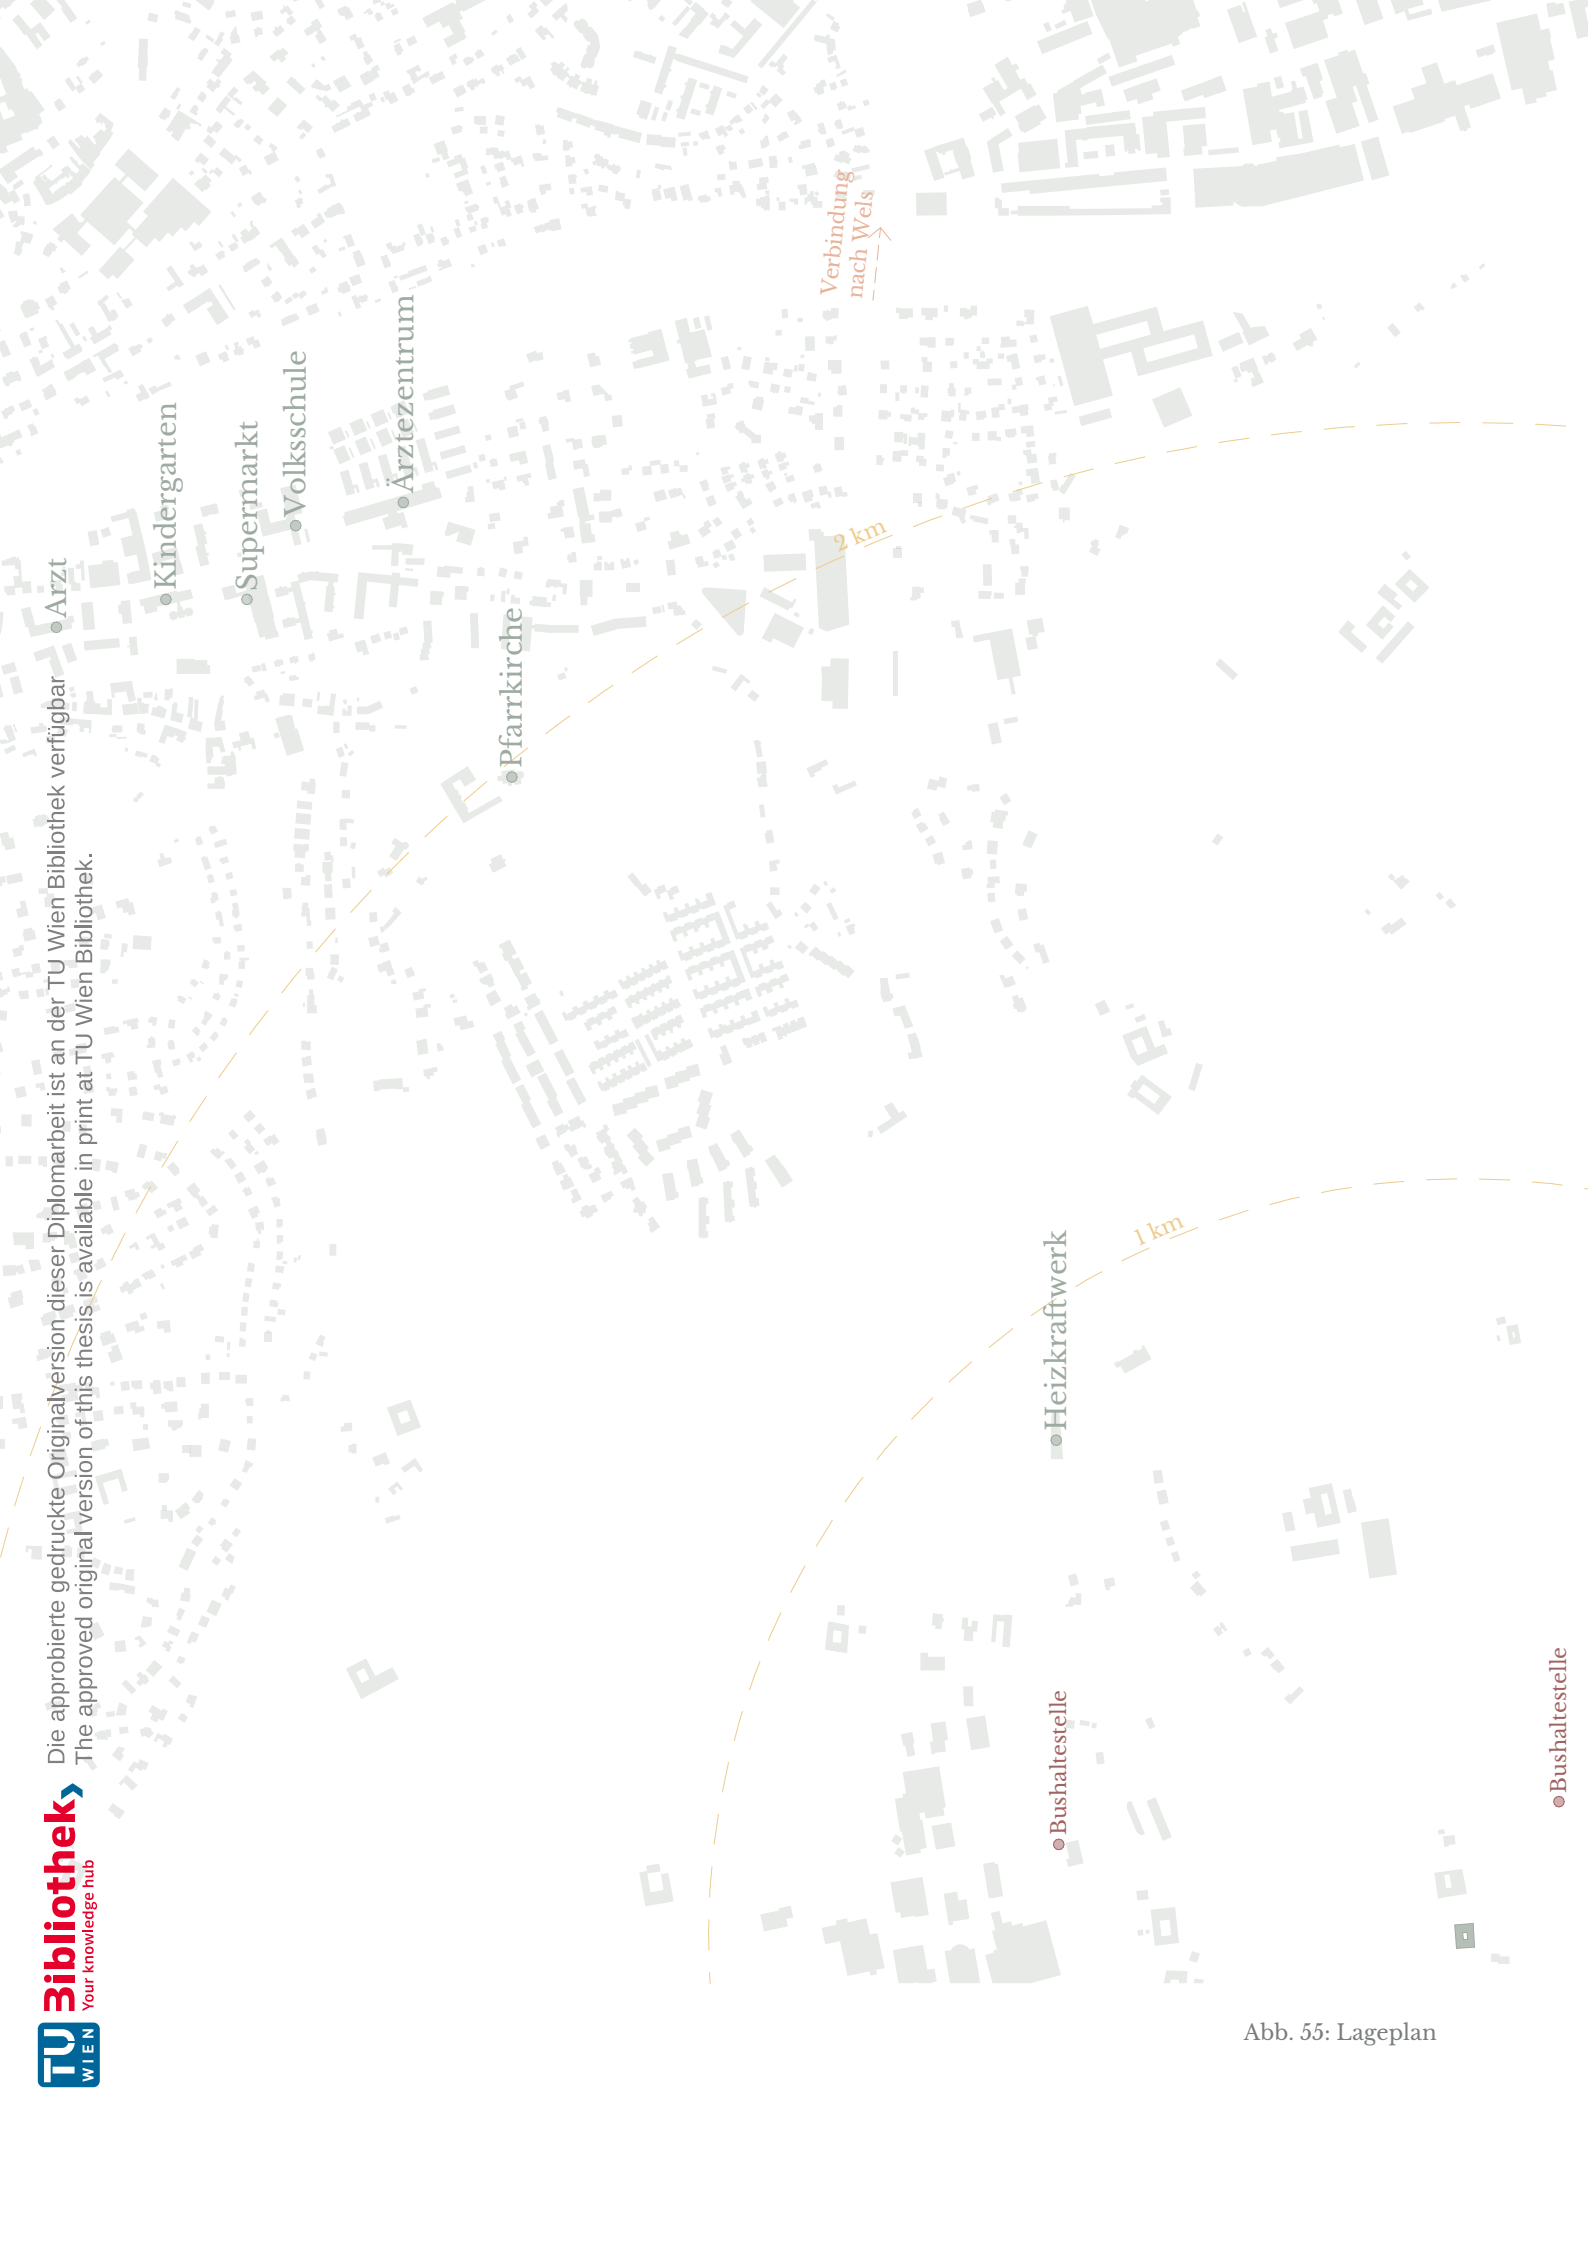 Verbindung
nach Wels
Ärztezentrum
Volksschule
Kindergarten
Supermarkt
Arzt
2 km
Pfarrkirche
1 km
Heizkraftwerk
Bushaltestelle
Bushaltestelle
Abb. 55: Lageplan
Die approbierte gedruckte Originalversion dieser Diplomarbeit ist an der TU Wien Bibliothek verfügbar
The approved original version of this thesis is available in print at TU Wien Bibliothek.
Bibliothek
Your knowledge hub
TU
WIEN